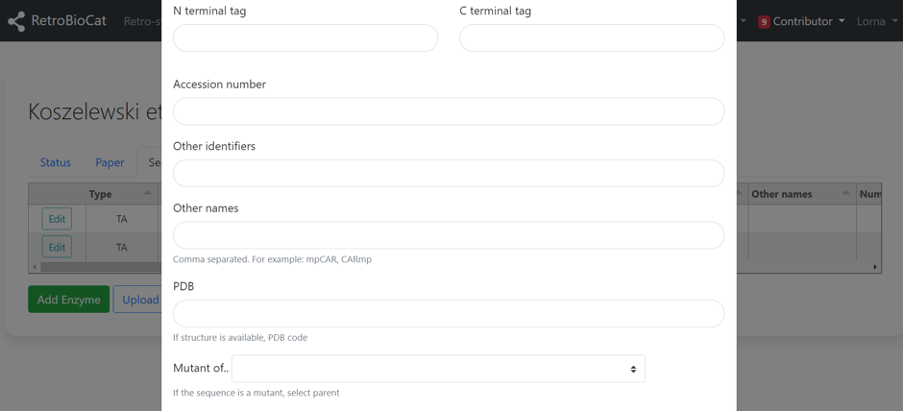 RetroBioCat
Retro-s
9 Contributor
Lorna
N terminal tag
C terminal tag
Accession number
Other identifiers
Other names
Comma separated. For example: mpCAR, CARmp
PDB
If structure is available, PDB code
Mutant of..
If the sequence is a mutant, select parent
Koszelewski et
Status
Paper
Se
Type
Other names
Num
Edit
TA
Edit
TA
Add Enzyme
Upload